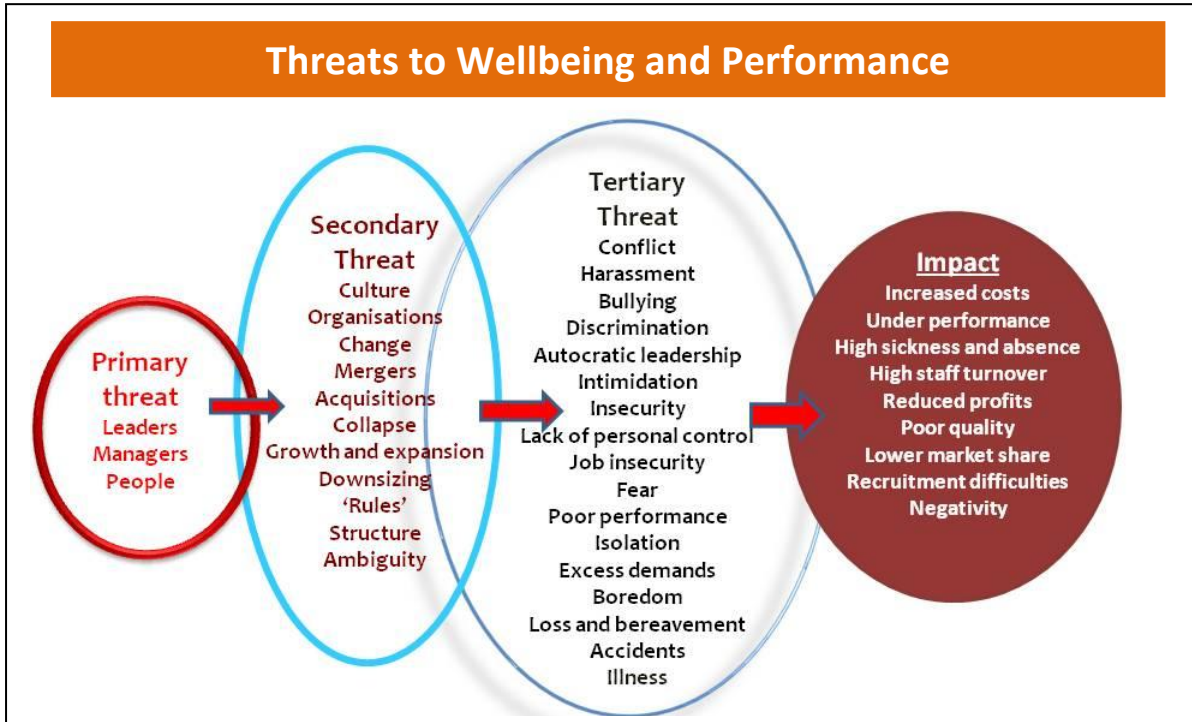 Threats to Wellbeing and Performance
Primary
threat
Leaders
Managers
People
Secondary
Threat
Culture
Organisations
Change
Mergers
Acquisitions
Collapse
Growth and expansion
Downsizing
‘Rules’
Structure
Ambiguity
Tertiary
Threat
Conflict
Harassment
Bullying
Discrimination
Autocratic leadership
Intimidation
Insecurity
Lack of personal control
Job insecurity
Fear
Poor performance
Isolation
Excess demands
Boredom
Loss and bereavement
Accidents
Illness
Impact
Increased costs
Under performance
High sickness and absence
High staff turnover
Reduced profits
Poor quality
Lower market share
Recruitment difficulties
Negativity